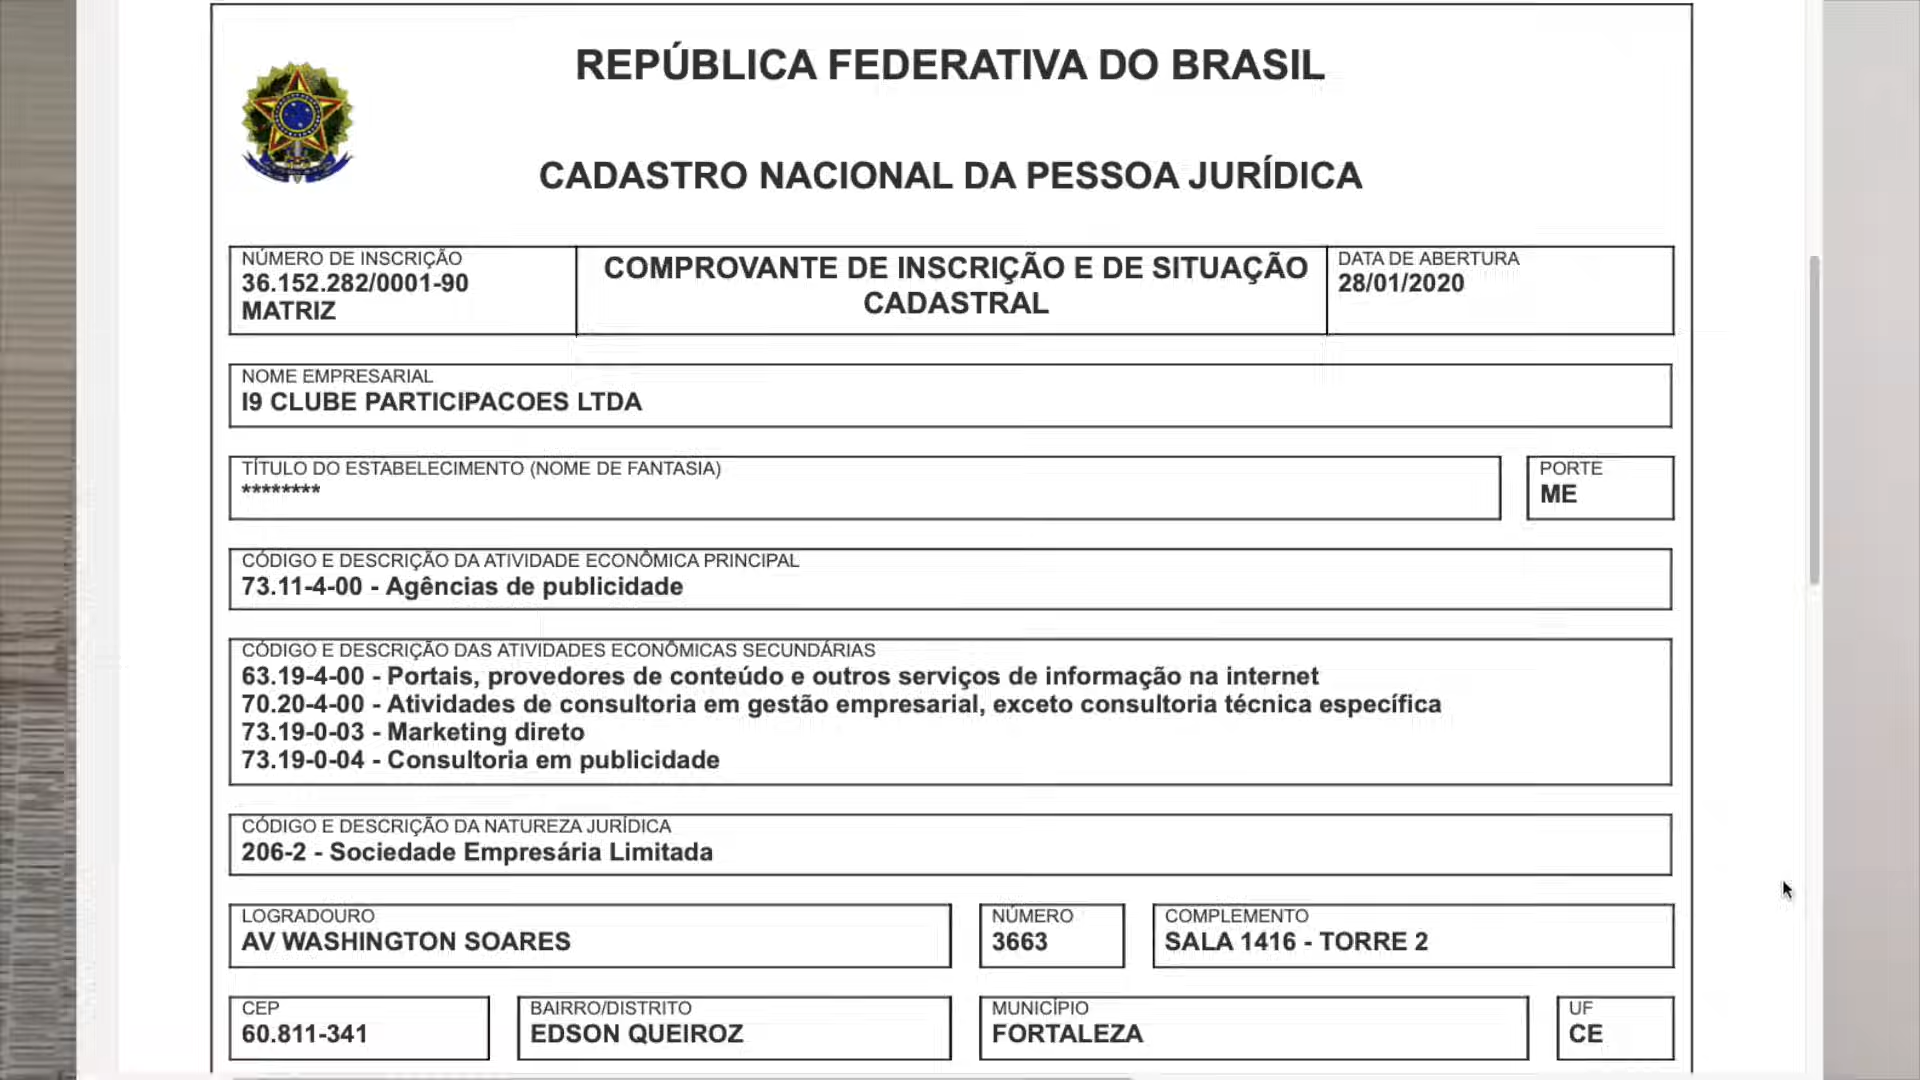 REPÚBLICA FEDERATIVA DO BRASIL
CADASTRO NACIONAL DA PESSOA JURÍDICA
NÚMERO DE INSCRIÇÃO
36.152.282/0001-90
MATRIZ
COMPROVANTE DE INSCRIÇÃO E DE SITUAÇÃO
CADASTRAL
DATA DE ABERTURA
28/01/2020
NOME EMPRESARIAL
I9 CLUBE PARTICIPACOES LTDA
TÍTULO DO ESTABELECIMENTO (NOME DE FANTASIA)
********
PORTE
ME
CÓDIGO E DESCRIÇÃO DA ATIVIDADE ECONÔMICA PRINCIPAL
73.11-4-00 - Agências de publicidade
CÓDIGO E DESCRIÇÃO DAS ATIVIDADES ECONÔMICAS SECUNDÁRIAS
63.19-4-00 - Portais, provedores de conteúdo e outros serviços de informação na internet
70.20-4-00 - Atividades de consultoria em gestão empresarial, exceto consultoria técnica específica
73.19-0-03 - Marketing direto
73.19-0-04 - Consultoria em publicidade
CÓDIGO E DESCRIÇÃO DA NATUREZA JURÍDICA
206-2 - Sociedade Empresária Limitada
LOGRADOURO
AV WASHINGTON SOARES
NÚMERO
3663
COMPLEMENTO
SALA 1416 - TORRE 2
CEP
60.811-341
BAIRRO/DISTRITO
EDSON QUEIROZ
MUNICÍPIO
FORTALEZA
UF
CE